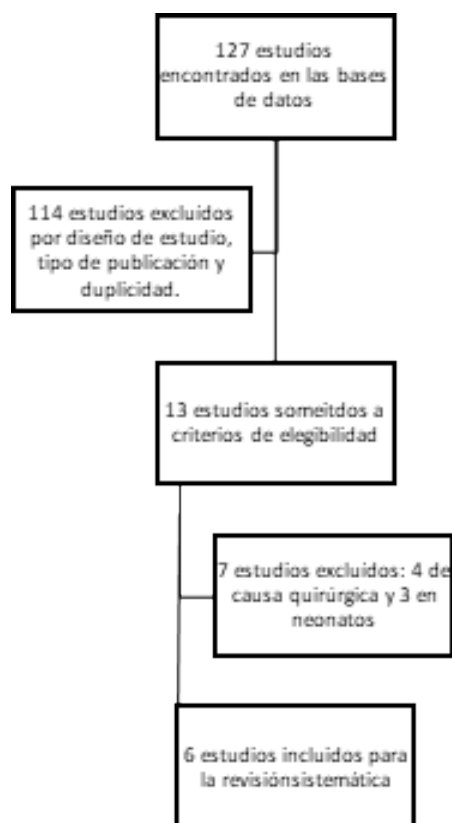 127 estudios
encontrados en las bases
de datos
114 estudios excluidos
por diseño de estudio,
tipo de publicación y
duplicidad.
13 estudios someitdos a
criterios de elegibilidad
7 estudios excluidos: 4 de
causa quirúrgica y 3 en
neonatos
6 estudios incluidos para
la revisiónsistemática